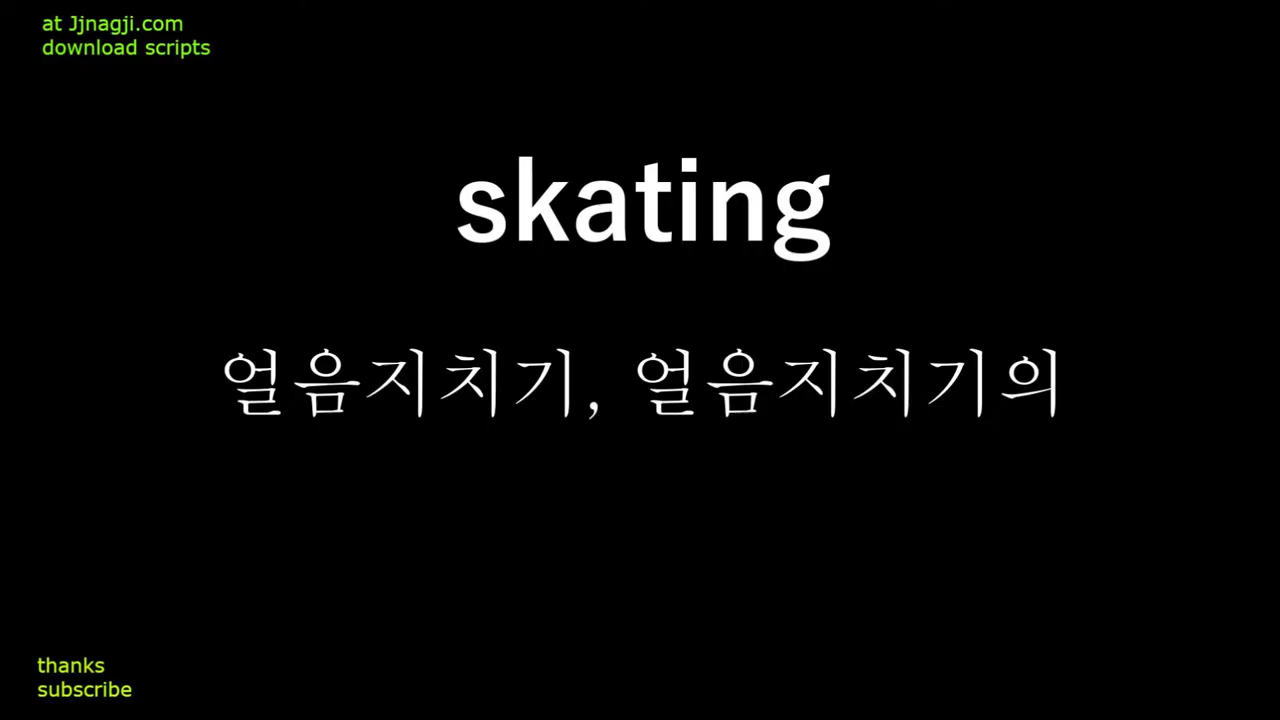 at Jjnagji.com
download scripts
skating
얼음지치기, 얼음지치기의
thanks
subscribe